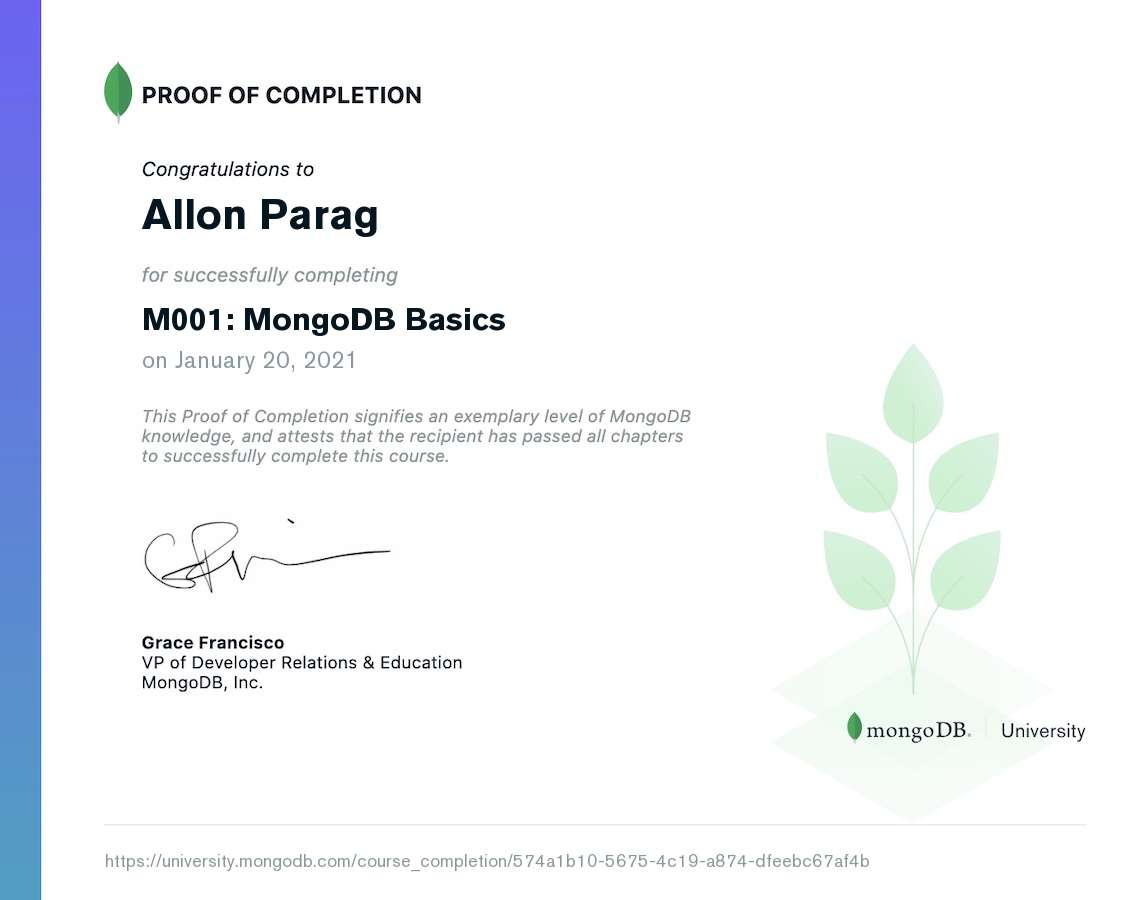 PROOF OF COMPLETION
Congratulations to
Allon Parag
for successfully completing
M001: MongoDB Basics
on January 20, 2021
This Proof of Completion signifies an exemplary level of MongoDB
knowledge, and attests that the recipient has passed all chapters
to successfully complete this course.
Grace Francisco
VP of Developer Relations & Education
MongoDB, Inc.
mongoDB. University
https://university.mongodb.com/course_completion/574a1b10-5675-4c19-a874-dfeebc67af4b